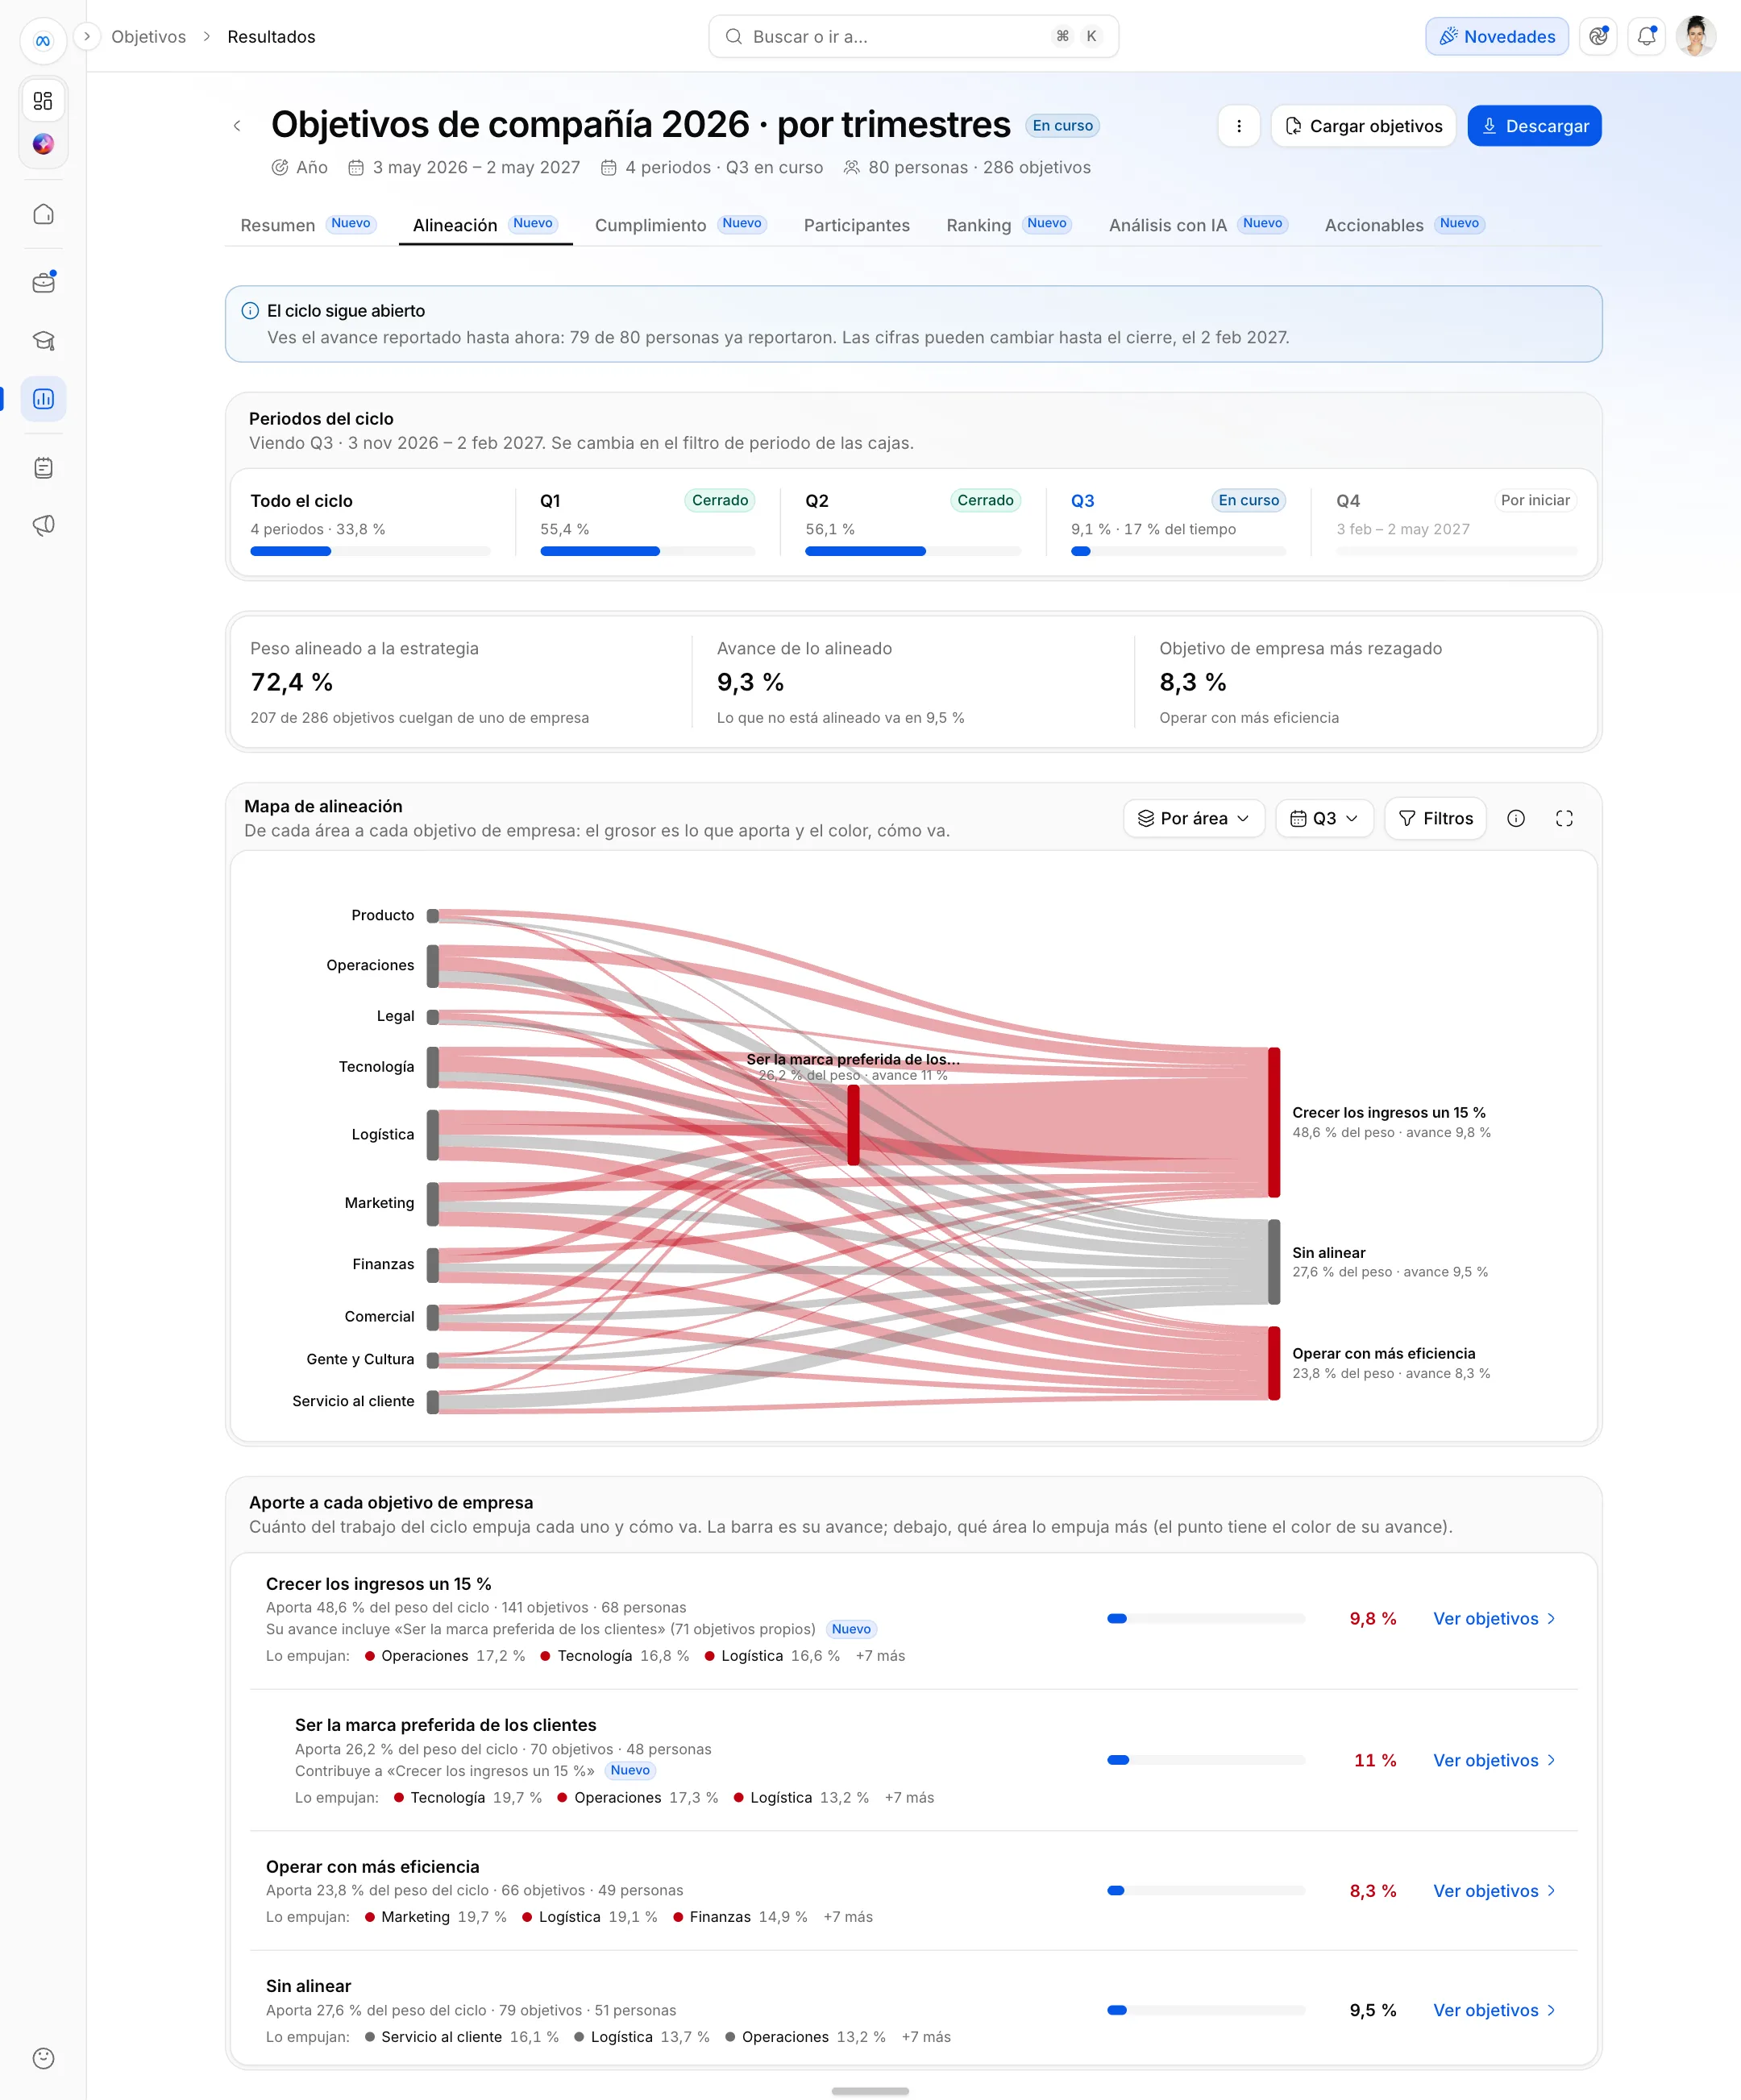 Objetivos > Resultados
Buscar o ir a...
⌘ K
Novedades
Objetivos de compañía 2026 · por trimestres
En curso
Cargar objetivos
Descargar
Año
3 may 2026 – 2 may 2027
4 periodos · Q3 en curso
80 personas · 286 objetivos
Resumen Nuevo
Alineación Nuevo
Cumplimiento Nuevo
Participantes
Ranking Nuevo
Análisis con IA Nuevo
Accionables Nuevo
El ciclo sigue abierto
Ves el avance reportado hasta ahora: 79 de 80 personas ya reportaron. Las cifras pueden cambiar hasta el cierre, el 2 feb 2027.
Periodos del ciclo
Viendo Q3 · 3 nov 2026 – 2 feb 2027. Se cambia en el filtro de periodo de las cajas.
Todo el ciclo
4 periodos · 33,8 %
Q1 Cerrado
55,4 %
Q2 Cerrado
56,1 %
Q3 En curso
9,1 % · 17 % del tiempo
Q4 Por iniciar
3 feb – 2 may 2027
Peso alineado a la estrategia
72,4 %
207 de 286 objetivos cuelgan de uno de empresa
Avance de lo alineado
9,3 %
Lo que no está alineado va en 9,5 %
Objetivo de empresa más rezagado
8,3 %
Operar con más eficiencia
Mapa de alineación
De cada área a cada objetivo de empresa: el grosor es lo que aporta y el color, cómo va.
Por área
Q3
Filtros
Producto
Operaciones
Legal
Tecnología
Logística
Marketing
Finanzas
Comercial
Gente y Cultura
Servicio al cliente
Ser la marca preferida de los...
26,2 % del peso · avance 11 %
Crecer los ingresos un 15 %
48,6 % del peso · avance 9,8 %
Sin alinear
27,6 % del peso · avance 9,5 %
Operar con más eficiencia
23,8 % del peso · avance 8,3 %
Aporte a cada objetivo de empresa
Cuánto del trabajo del ciclo empuja cada uno y cómo va. La barra es su avance; debajo, qué área lo empuja más (el punto tiene el color de su avance).
Crecer los ingresos un 15 %
Aporta 48,6 % del peso del ciclo · 141 objetivos · 68 personas
Su avance incluye «Ser la marca preferida de los clientes» (71 objetivos propios) Nuevo
Lo empujan: Operaciones 17,2 % Tecnología 16,8 % Logística 16,6 % +7 más
9,8 %
Ver objetivos
Ser la marca preferida de los clientes
Aporta 26,2 % del peso del ciclo · 70 objetivos · 48 personas
Contribuye a «Crecer los ingresos un 15 %» Nuevo
Lo empujan: Tecnología 19,7 % Operaciones 17,3 % Logística 13,2 % +7 más
11 %
Ver objetivos
Operar con más eficiencia
Aporta 23,8 % del peso del ciclo · 66 objetivos · 49 personas
Lo empujan: Marketing 19,7 % Logística 19,1 % Finanzas 14,9 % +7 más
8,3 %
Ver objetivos
Sin alinear
Aporta 27,6 % del peso del ciclo · 79 objetivos · 51 personas
Lo empujan: Servicio al cliente 16,1 % Logística 13,7 % Operaciones 13,2 % +7 más
9,5 %
Ver objetivos